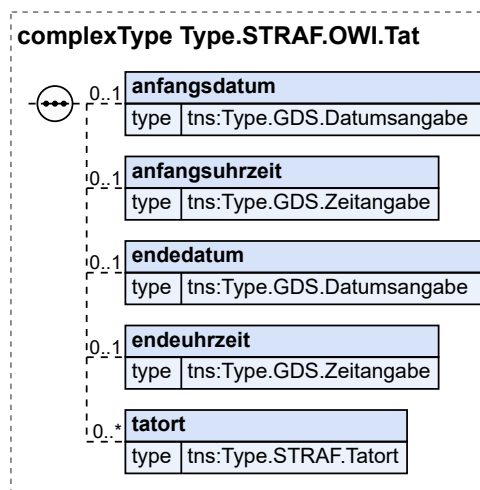 complexType Type.STRAF.OWI.Tat
0..1 anfangsdatum
type tns:Type.GDS.Datumsangabe
0..1 anfangsuhrzeit
type tns:Type.GDS.Zeitangabe
0..1 endedatum
type tns:Type.GDS.Datumsangabe
0..1 endeuhrzeit
type tns:Type.GDS.Zeitangabe
0..* tatort
type tns:Type.STRAF.Tatort